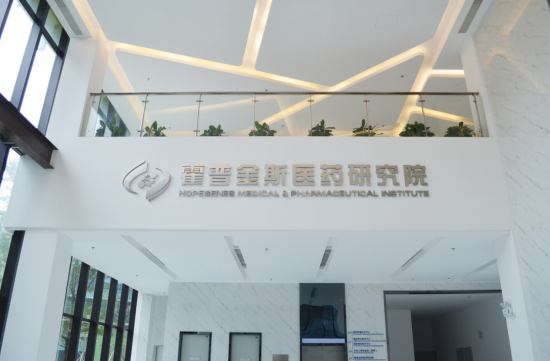 霍普金斯医药研究院
HOPEGENES MEDICAL & PHARMACEUTICAL INSTITUTE